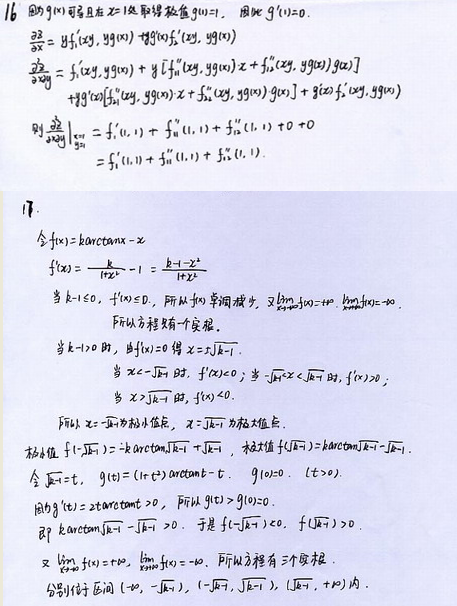 16 因为g(x)可导且在x=1处取得极值g(1)=1, 因此g'(1)=0.
∂z/∂x = yf₁'(xy, yg(x)) + yg'(x)f₂'(xy, yg(x))
∂²z/∂x∂y = f₁'(xy, yg(x)) + y[f₁₁''(xy, yg(x))·x + f₁₂''(xy, yg(x))g(x)]
+yg'(x)[f₂₁''(xy, yg(x))·x + f₂₂''(xy, yg(x))·g(x)] + g'(x)f₂'(xy, yg(x))
则 ∂²z/∂x∂y|x=1 y=1 = f₁'(1,1) + f₁₁''(1,1) + f₁₂''(1,1) + 0 + 0
= f₁'(1,1) + f₁₁''(1,1) + f₁₂''(1,1).
17.
令f(x)=karctanx-x
f'(x) = k/(1+x²) - 1 = (k-1-x²)/(1+x²)
当k-1≤0, f'(x)≤0, 所以f(x)单调减少, 又lim x→-∞ f(x)=+∞, lim x→+∞ f(x)=-∞.
所以方程只有一个实根.
当k-1>0时, 由f'(x)=0得x=±√(k-1).
当x<-√(k-1)时, f'(x)<0; 当-√(k-1)<x<√(k-1)时, f'(x)>0;
当x>√(k-1)时, f'(x)<0.
所以x=-√(k-1)为极小值点, x=√(k-1)为极大值点.
极小值f(-√(k-1))=-karctan√(k-1)+√(k-1), 极大值f(√(k-1))=karctan√(k-1)-√(k-1).
令√(k-1)=t, g(t)=(1+t²)arctant-t. g(0)=0. (t>0).
因为g'(t)=2tarctant>0, 所以g(t)>g(0)=0.
即karctan√(k-1)-√(k-1)>0. 于是f(-√(k-1))<0, f(√(k-1))>0.
又lim x→-∞ f(x)=+∞, lim x→+∞ f(x)=-∞, 所以方程有三个实根.
分别位于区间(-∞, -√(k-1)), (-√(k-1), √(k-1)), (√(k-1), +∞)内.